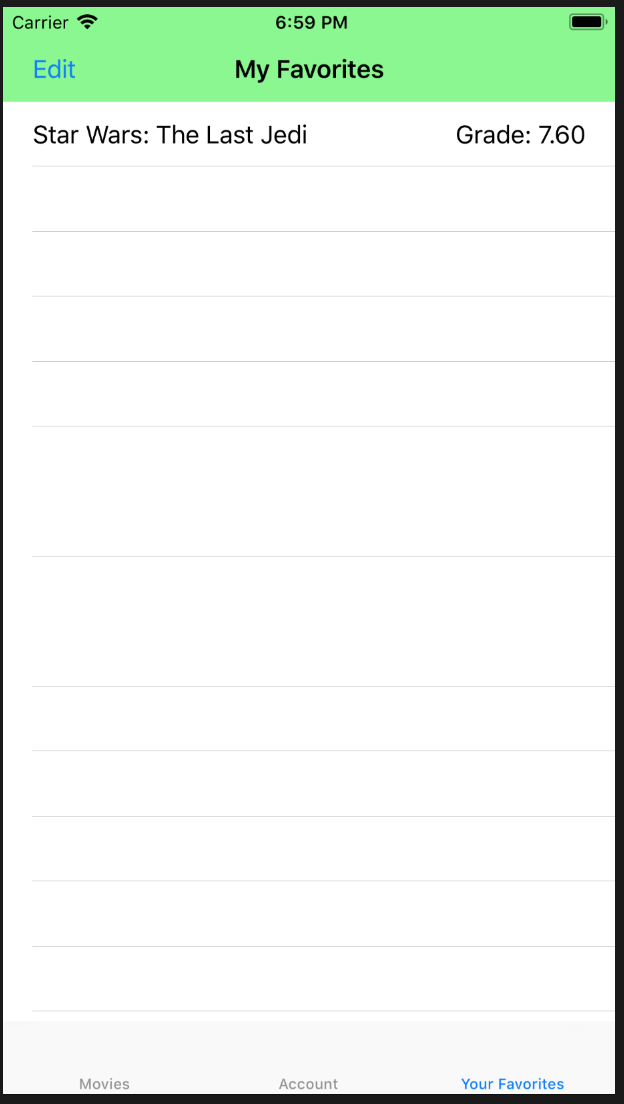 Carrier 6:59 PM
Edit My Favorites
Star Wars: The Last Jedi Grade: 7.60
Movies Account Your Favorites